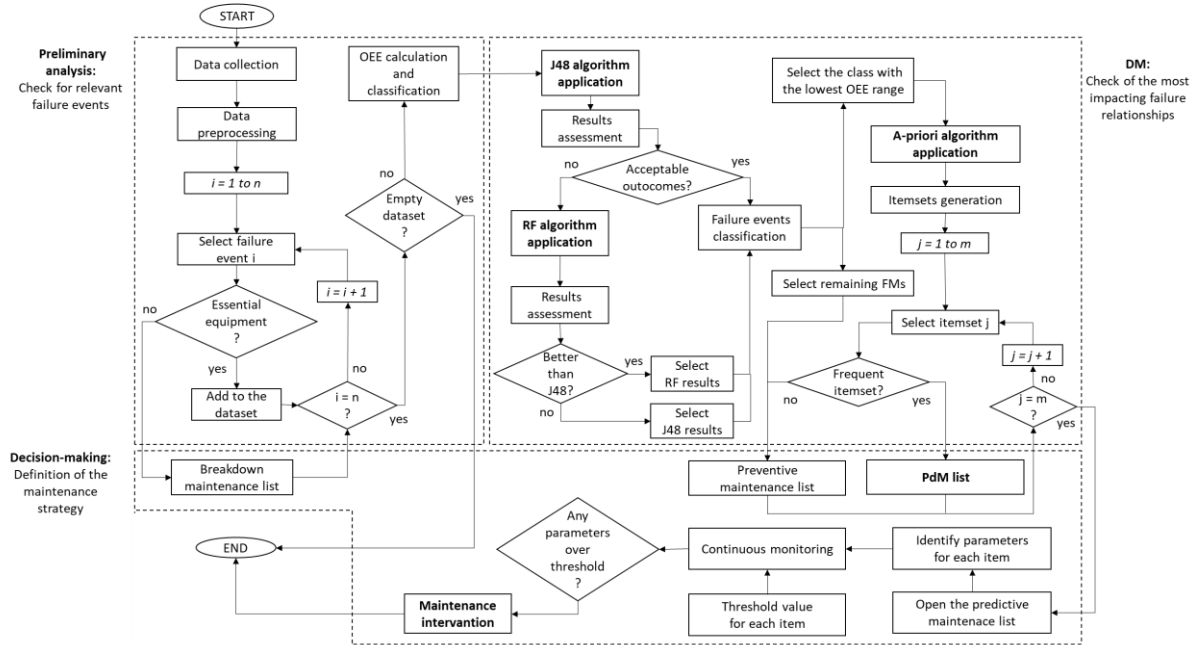 START
Preliminary
analysis:
Check for relevant
failure events
Data collection
Data
preprocessing
i = 1 to n
Select failure
event i
i = i + 1
Essential
equipment
?
no
yes
Add to the
dataset
i = n
?
no
yes
OEE calculation
and
classification
no
Empty
dataset
?
yes
J48 algorithm
application
Results
assessment
no
Acceptable
outocomes?
yes
RF algorithm
application
Results
assessment
Better
than
J48?
yes
no
Select
RF results
Select
J48 results
Failure events
classification
Select the class with
the lowest OEE range
Select remaining FMs
A-priori algorithm
application
Itemsets generation
j = 1 to m
Select itemset j
j = j + 1
Frequent
itemset?
no
yes
no
j = m
?
yes
DM:
Check of the most
impacting failure
relationships
Decision-making:
Definition of the
maintenance
strategy
Breakdown
maintenance list
Preventive
maintenance list
PdM list
END
Any
parameters
over
threshold
?
Continuous monitoring
Identify parameters
for each item
Maintenance
intervantion
Threshold value
for each item
Open the predictive
maintenace list